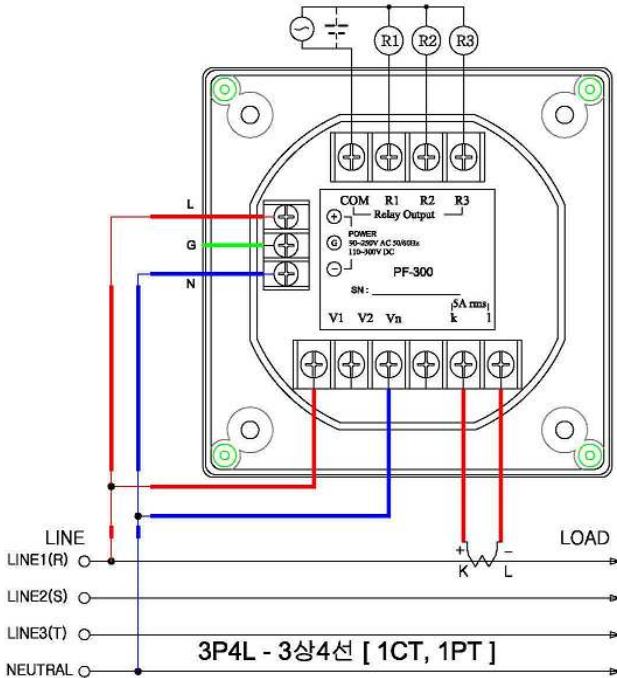 R1 R2 R3
COM R1 R2 R3
Relay Output
L
G
N
+
G
−
POWER
90~250V AC 50/60Hz
110~300V DC
PF-300
SN :
5A rms
V1 V2 Vn k l
LINE
LOAD
+ −
K L
LINE1(R)
LINE2(S)
LINE3(T)
NEUTRAL
3P4L - 3상4선 [ 1CT, 1PT ]